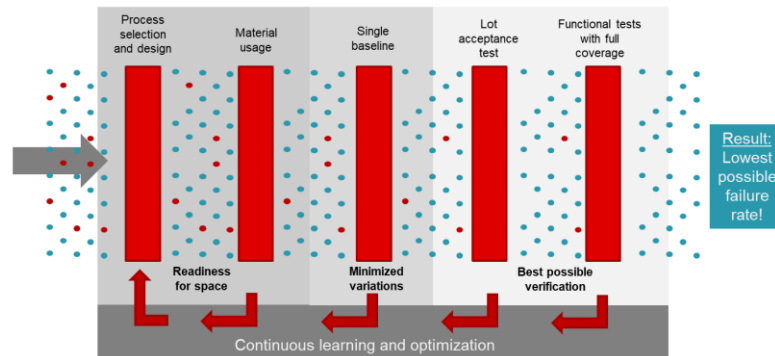 Process
selection
and design
Material
usage
Single
baseline
Lot
acceptance
test
Functional tests
with full
coverage
Result:
Lowest
possible
failure
rate!
Readiness
for space
Minimized
variations
Best possible
verification
Continuous learning and optimization